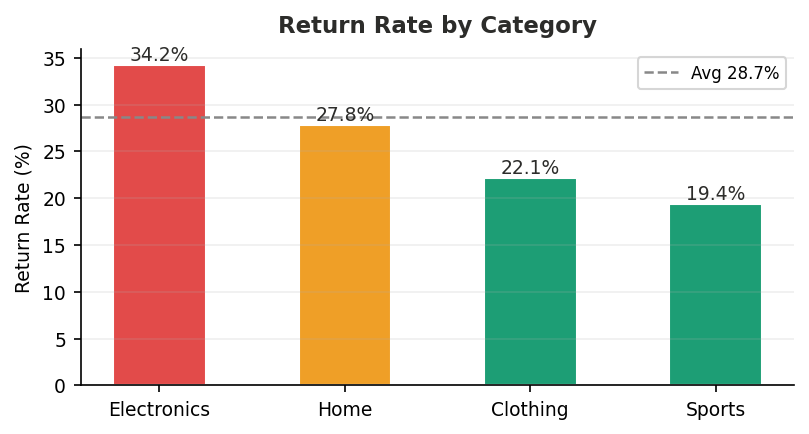 Return Rate by Category
Return Rate (%)
35
30
25
20
15
10
5
0
34.2%
27.8%
22.1%
19.4%
Avg 28.7%
Electronics
Home
Clothing
Sports